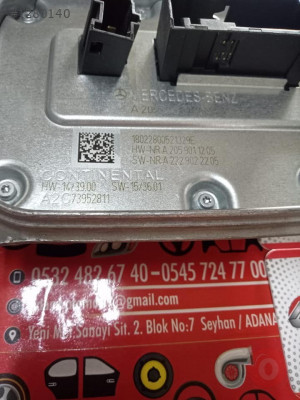 MERCEDES-BENZ
A 20
180228005213296
HW-NR.A 205 901 12 05
SW-NR.A 222 902 22 05
CONTINENTAL
HW-14/39.00 SW-15/36.01
A2C73952811
0532 482 67 40-0545 724 77 00
@gmail.com
Yeni Sanayi Sit. 2. Blok No:7 Seyhan/ADANA